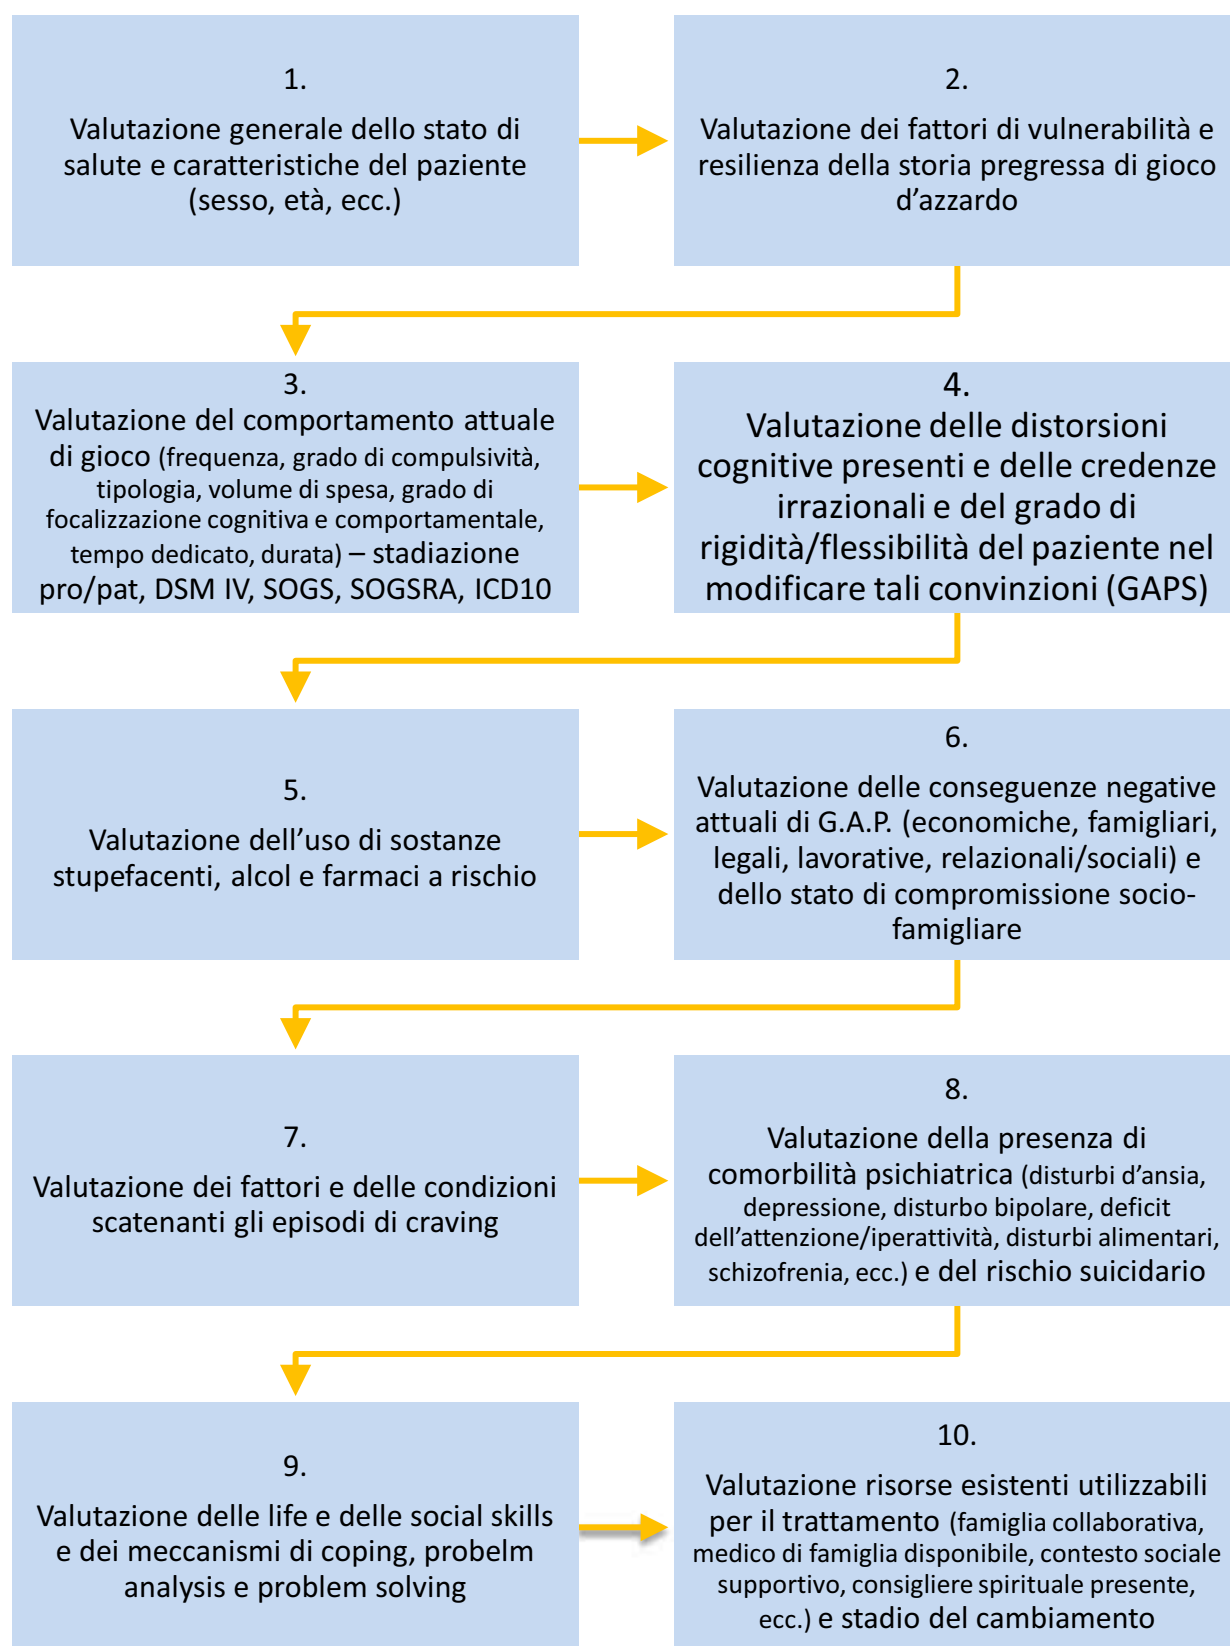 1.
Valutazione generale dello stato di
salute e caratteristiche del paziente
(sesso, età, ecc.)
2.
Valutazione dei fattori di vulnerabilità e
resilienza della storia pregressa di gioco
d’azzardo
3.
Valutazione del comportamento attuale
di gioco (frequenza, grado di compulsività,
tipologia, volume di spesa, grado di
focalizzazione cognitiva e comportamentale,
tempo dedicato, durata) – stadiazione
pro/pat, DSM IV, SOGS, SOGSRA, ICD10
4.
Valutazione delle distorsioni
cognitive presenti e delle credenze
irrazionali e del grado di
rigidità/flessibilità del paziente nel
modificare tali convinzioni (GAPS)
5.
Valutazione dell’uso di sostanze
stupefacenti, alcol e farmaci a rischio
6.
Valutazione delle conseguenze negative
attuali di G.A.P. (economiche, famigliari,
legali, lavorative, relazionali/sociali) e
dello stato di compromissione socio-
famigliare
7.
Valutazione dei fattori e delle condizioni
scatenanti gli episodi di craving
8.
Valutazione della presenza di
comorbilità psichiatrica (disturbi d’ansia,
depressione, disturbo bipolare, deficit
dell’attenzione/iperattività, disturbi alimentari,
schizofrenia, ecc.) e del rischio suicidario
9.
Valutazione delle life e delle social skills
e dei meccanismi di coping, probelm
analysis e problem solving
10.
Valutazione risorse esistenti utilizzabili
per il trattamento (famiglia collaborativa,
medico di famiglia disponibile, contesto sociale
supportivo, consigliere spirituale presente,
ecc.) e stadio del cambiamento